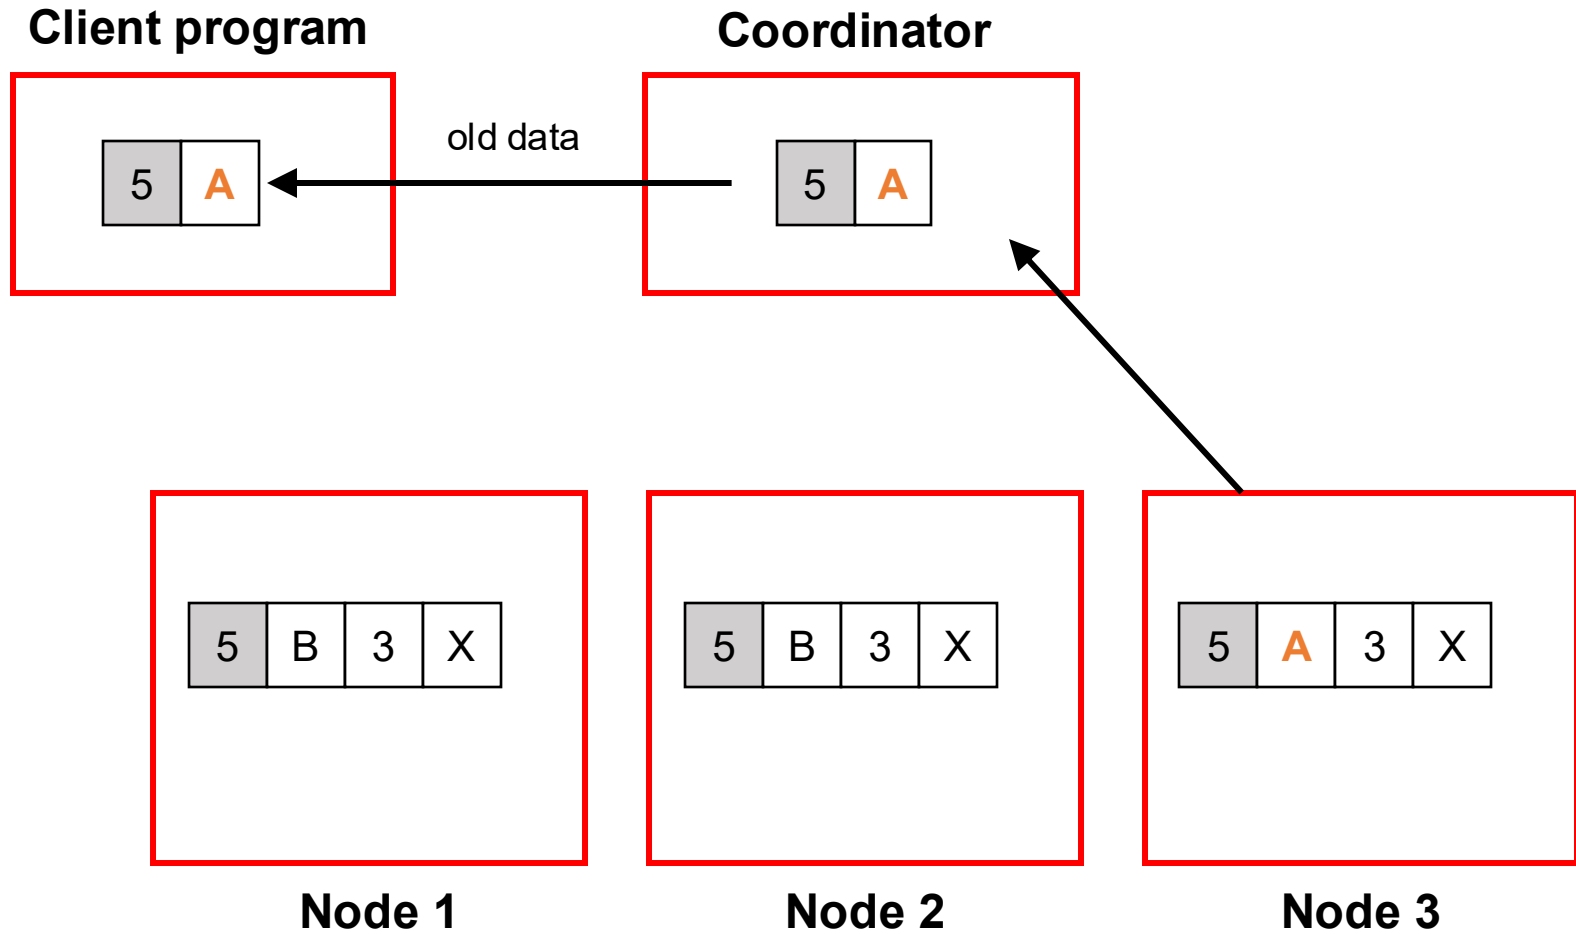 Client program
Coordinator
old data
5 A
5 A
5 B 3 X
5 B 3 X
5 A 3 X
Node 1
Node 2
Node 3